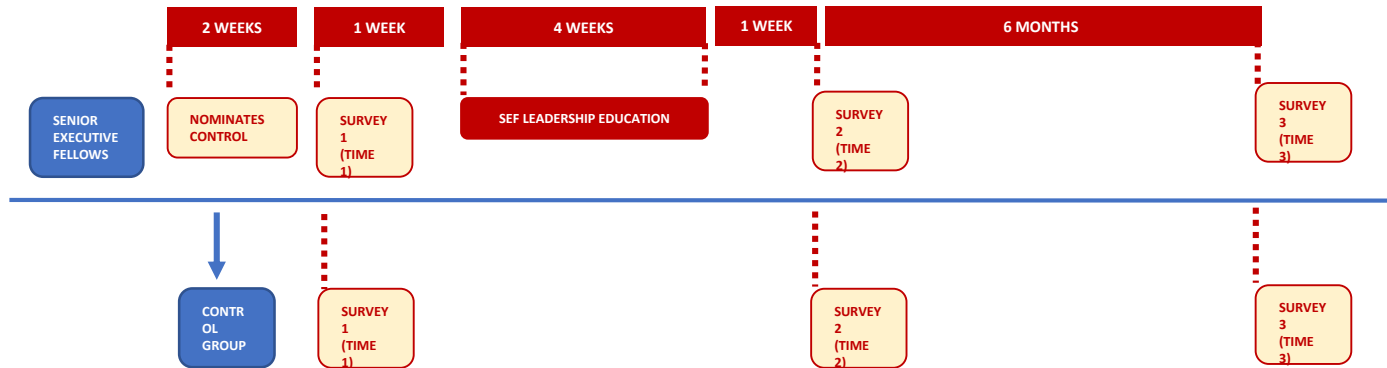 2 WEEKS
1 WEEK
4 WEEKS
1 WEEK
6 MONTHS
SENIOR
EXECUTIVE
FELLOWS
NOMINATES
CONTROL
SURVEY
1
(TIME
1)
SEF LEADERSHIP EDUCATION
SURVEY
2
(TIME
2)
SURVEY
3
(TIME
3)
CONTR
OL
GROUP
SURVEY
1
(TIME
1)
SURVEY
2
(TIME
2)
SURVEY
3
(TIME
3)